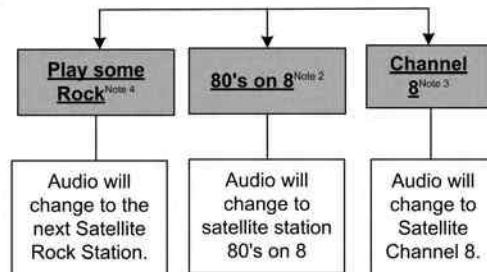 Play some
Rock Note 4
80's on 8 Note 2
Channel
8 Note 3
Audio will
change to the
next Satellite
Rock Station.
Audio will
change to
satellite station
80's on 8
Audio will
change to
Satellite
Channel 8.